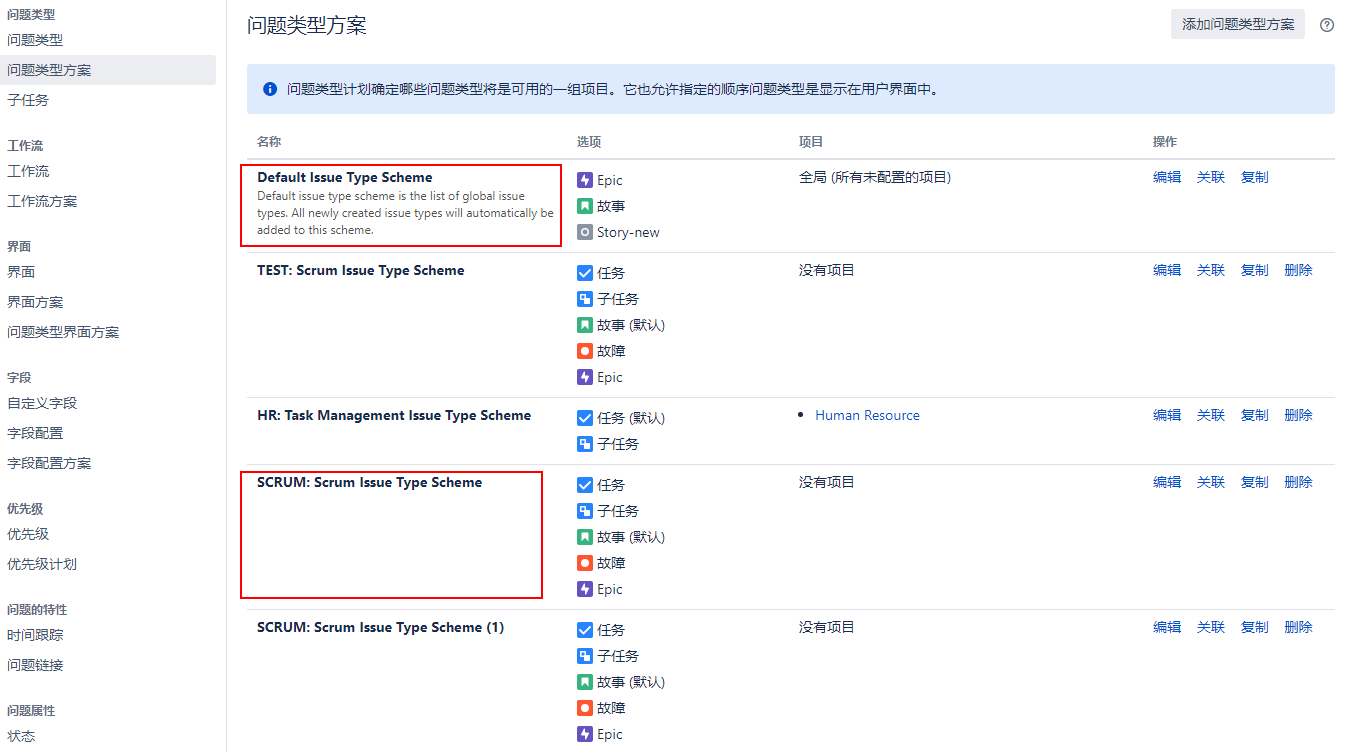 问题类型
问题类型
问题类型方案
子任务
工作流
工作流
工作流方案
界面
界面
界面方案
问题类型界面方案
字段
自定义字段
字段配置
字段配置方案
优先级
优先级
优先级计划
问题的特性
时间跟踪
问题链接
问题属性
状态
问题类型方案
添加问题类型方案
问题类型计划确定哪些问题类型将是可用的一组项目。它也允许指定的顺序问题类型是显示在用户界面中。
名称 选项 项目 操作
Default Issue Type Scheme
Default issue type scheme is the list of global issue
types. All newly created issue types will automatically be
added to this scheme.
Epic
故事
Story-new
全局 (所有未配置的项目)
编辑 关联 复制
TEST: Scrum Issue Type Scheme
任务
子任务
故事 (默认)
故障
Epic
没有项目
编辑 关联 复制 删除
HR: Task Management Issue Type Scheme
任务 (默认)
子任务
• Human Resource
编辑 关联 复制 删除
SCRUM: Scrum Issue Type Scheme
任务
子任务
故事 (默认)
故障
Epic
没有项目
编辑 关联 复制 删除
SCRUM: Scrum Issue Type Scheme (1)
任务
子任务
故事 (默认)
故障
Epic
没有项目
编辑 关联 复制 删除